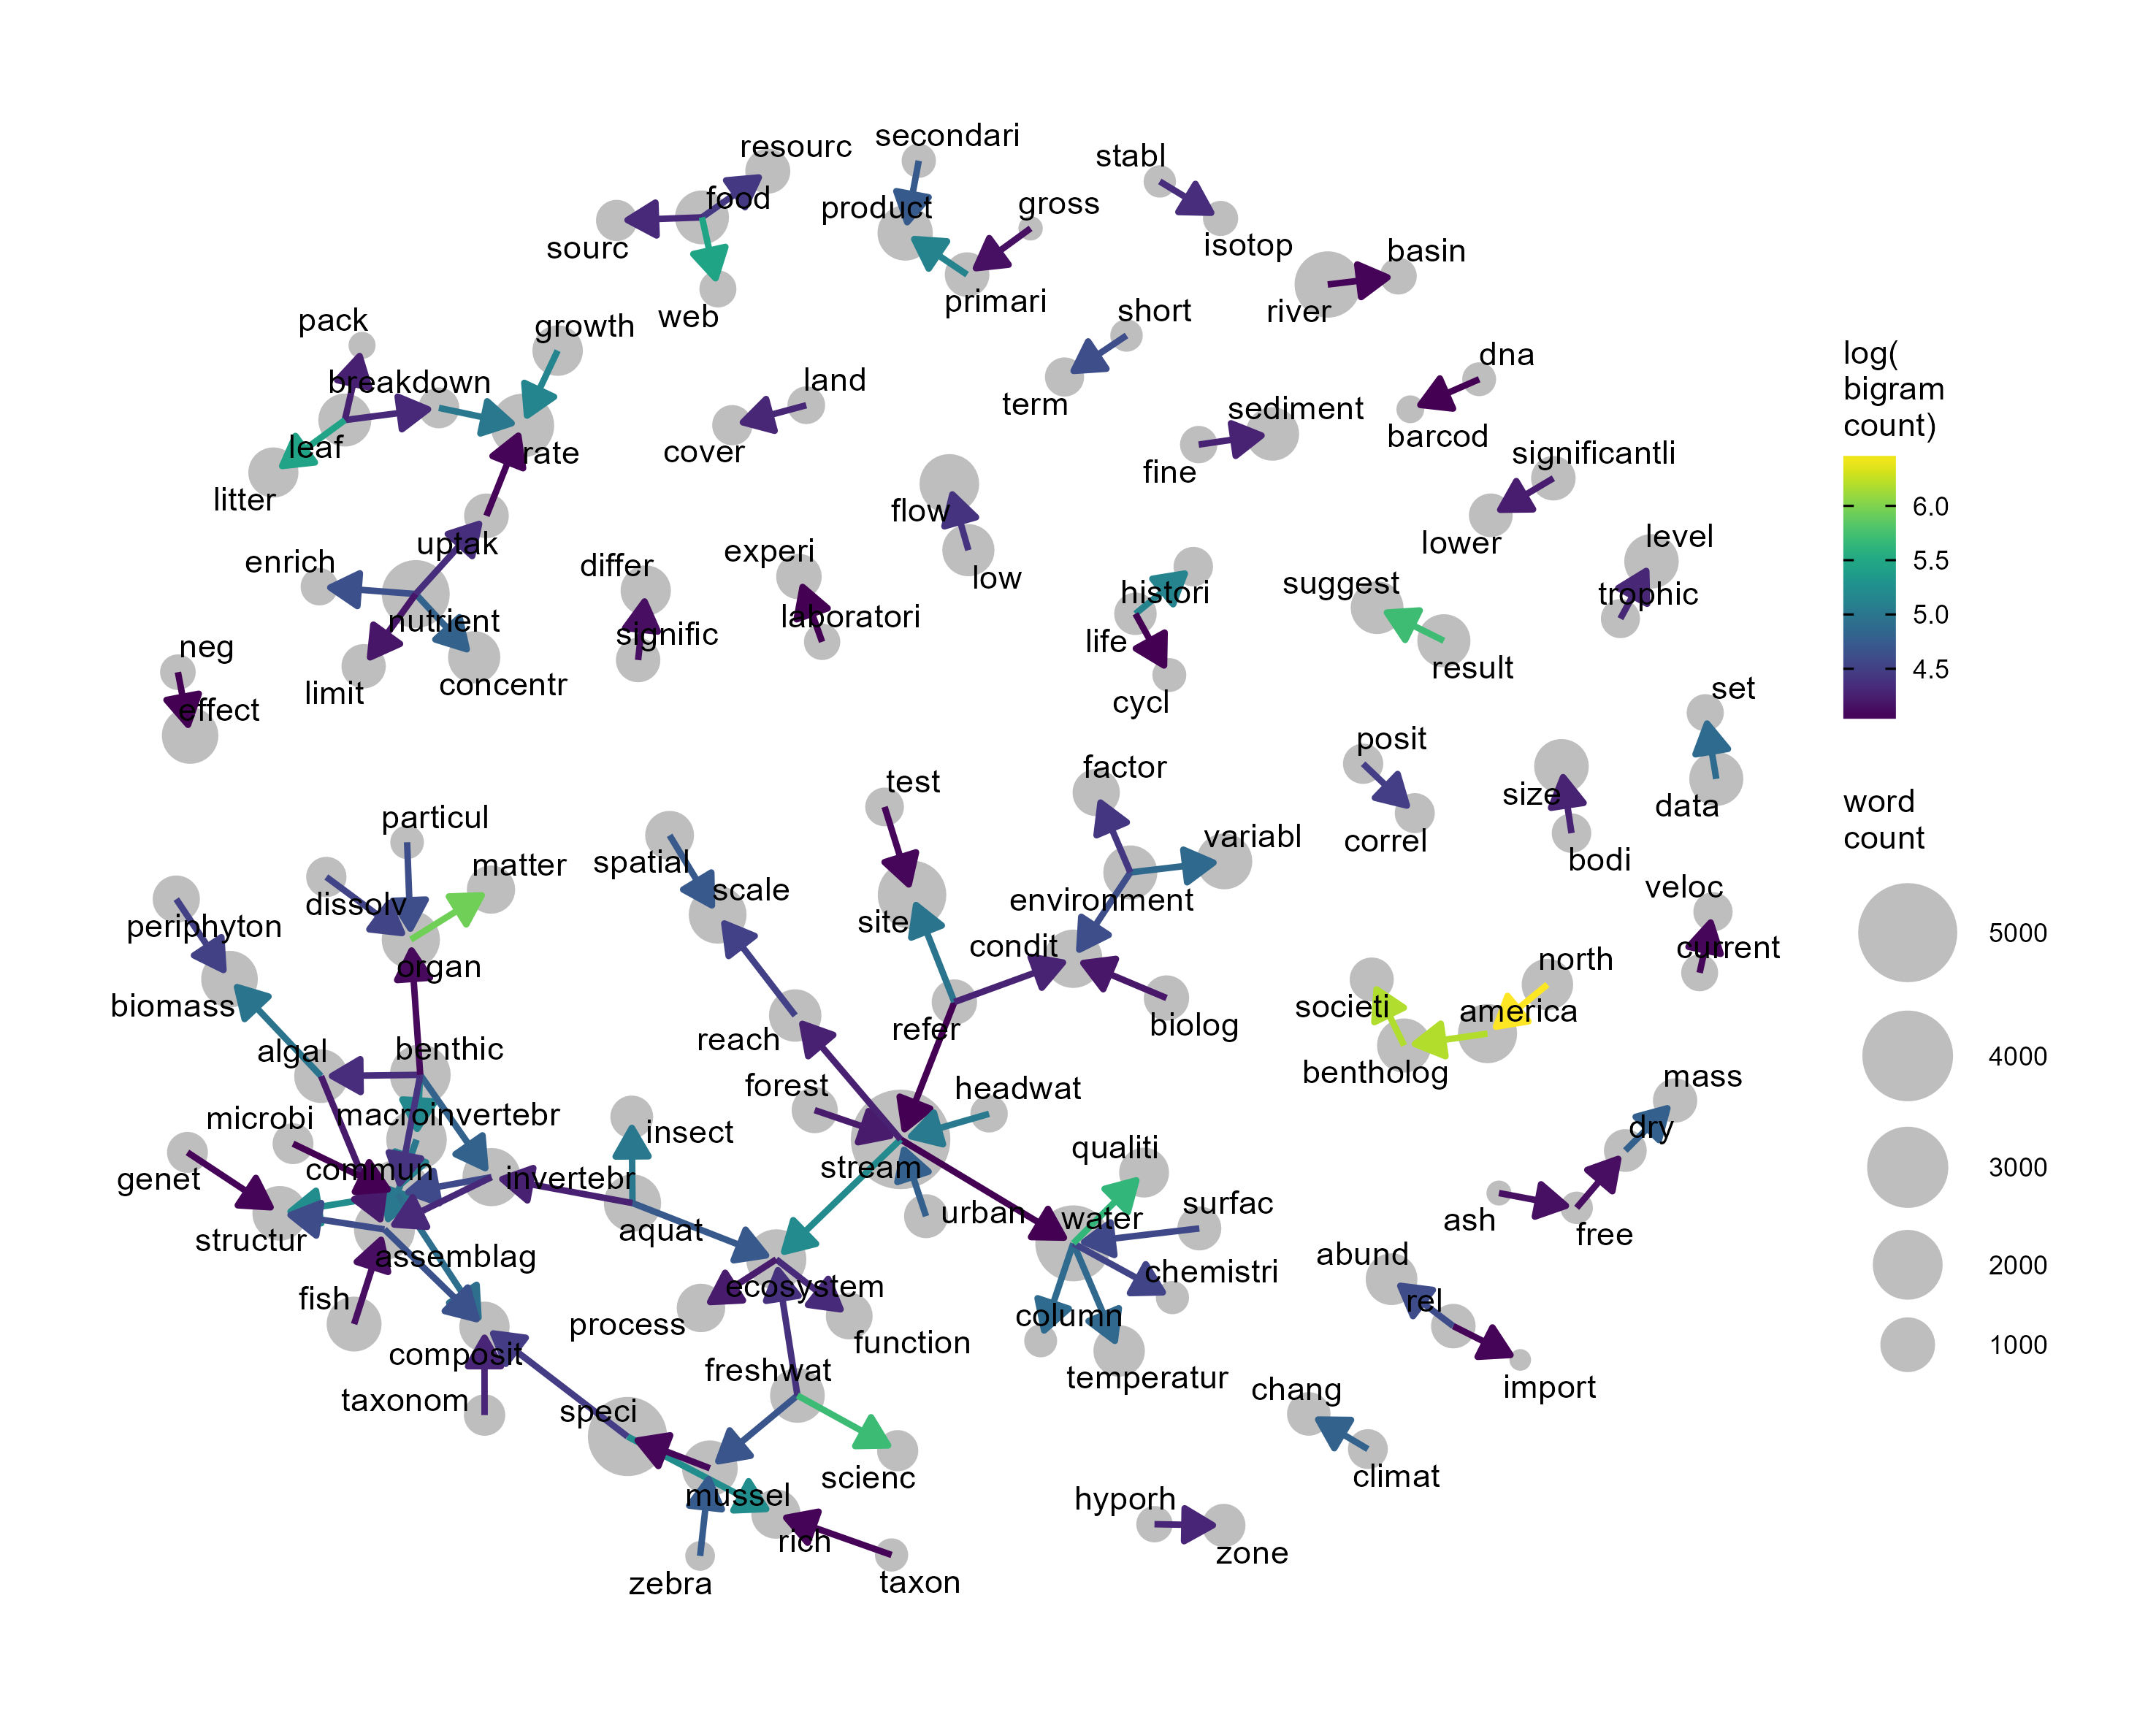 secondari
resourc
stabl
food
product
gross
sourc
isotop
basin
primari
river
web
short
pack
growth
dna
breakdown
land
term
sediment
leaf
cover
barcod
rate
significantli
fine
litter
flow
uptak
experi
lower
level
enrich
differ
low
histori
suggest
trophic
nutrient
signific
laboratori
life
neg
result
limit
concentr
cycl
effect
set
posit
test
factor
size
data
particul
variabl
correl
spatial
bodi
matter
scale
veloc
dissolv
environment
periphyton
site
condit
current
organ
north
biomass
refer
biolog
societi
america
reach
algal
benthic
bentholog
forest
headwat
mass
microbi
macroinvertebr
insect
dry
qualiti
commun
stream
genet
invertebr
surfac
urban
water
ash
structur
aquat
free
assemblag
abund
chemistri
ecosystem
fish
rel
column
process
function
composit
freshwat
temperatur
import
taxonom
chang
speci
scienc
climat
mussel
hyporh
rich
zone
zebra
taxon
log(
bigram
count)
6.0
5.5
5.0
4.5
word
count
5000
4000
3000
2000
1000